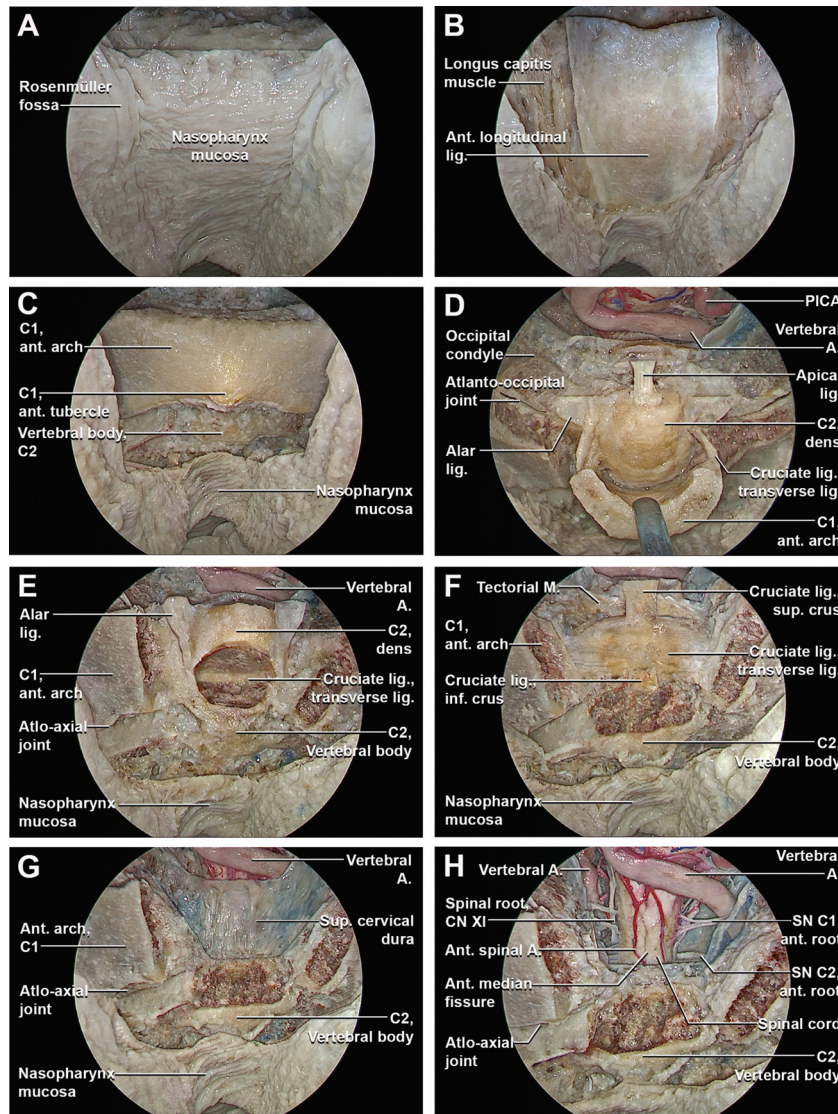 A
Rosenmüller
fossa
Nasopharynx
mucosa
B
Longus capitis
muscle
Ant. longitudinal
lig.
C
C1,
ant. arch
C1,
ant. tubercle
Vertebral body,
C2
Nasopharynx
mucosa
D
PICA
Vertebral
A.
Occipital
condyle
Atlanto-occipital
joint
Apical
lig.
C2,
dens
Alar
lig.
Cruciate lig.,
transverse lig.
C1
ant. arch
E
Vertebral
A.
Alar
lig.
C2,
dens
C1,
ant. arch
Cruciate lig.,
transverse lig.
Atlo-axial
joint
C2,
Vertebral body
Nasopharynx
mucosa
F
Tectorial M.
Cruciate lig.,
sup. crus
C1,
ant. arch
Cruciate lig.,
transverse lig.
Cruciate lig.,
inf. crus
C2
Vertebral body
Nasopharynx
mucosa
G
Vertebral
A.
Ant. arch,
C1
Sup. cervical
dura
Atlo-axial
joint
C2,
Vertebral body
Nasopharynx
mucosa
H
Vertebral A.
Vertebral
A.
Spinal root,
CN XI
SN C1,
ant. root
Ant. spinal A.
SN C2,
ant. root
Ant. median
fissure
Spinal cord
Atlo-axial
joint
C2,
Vertebral body